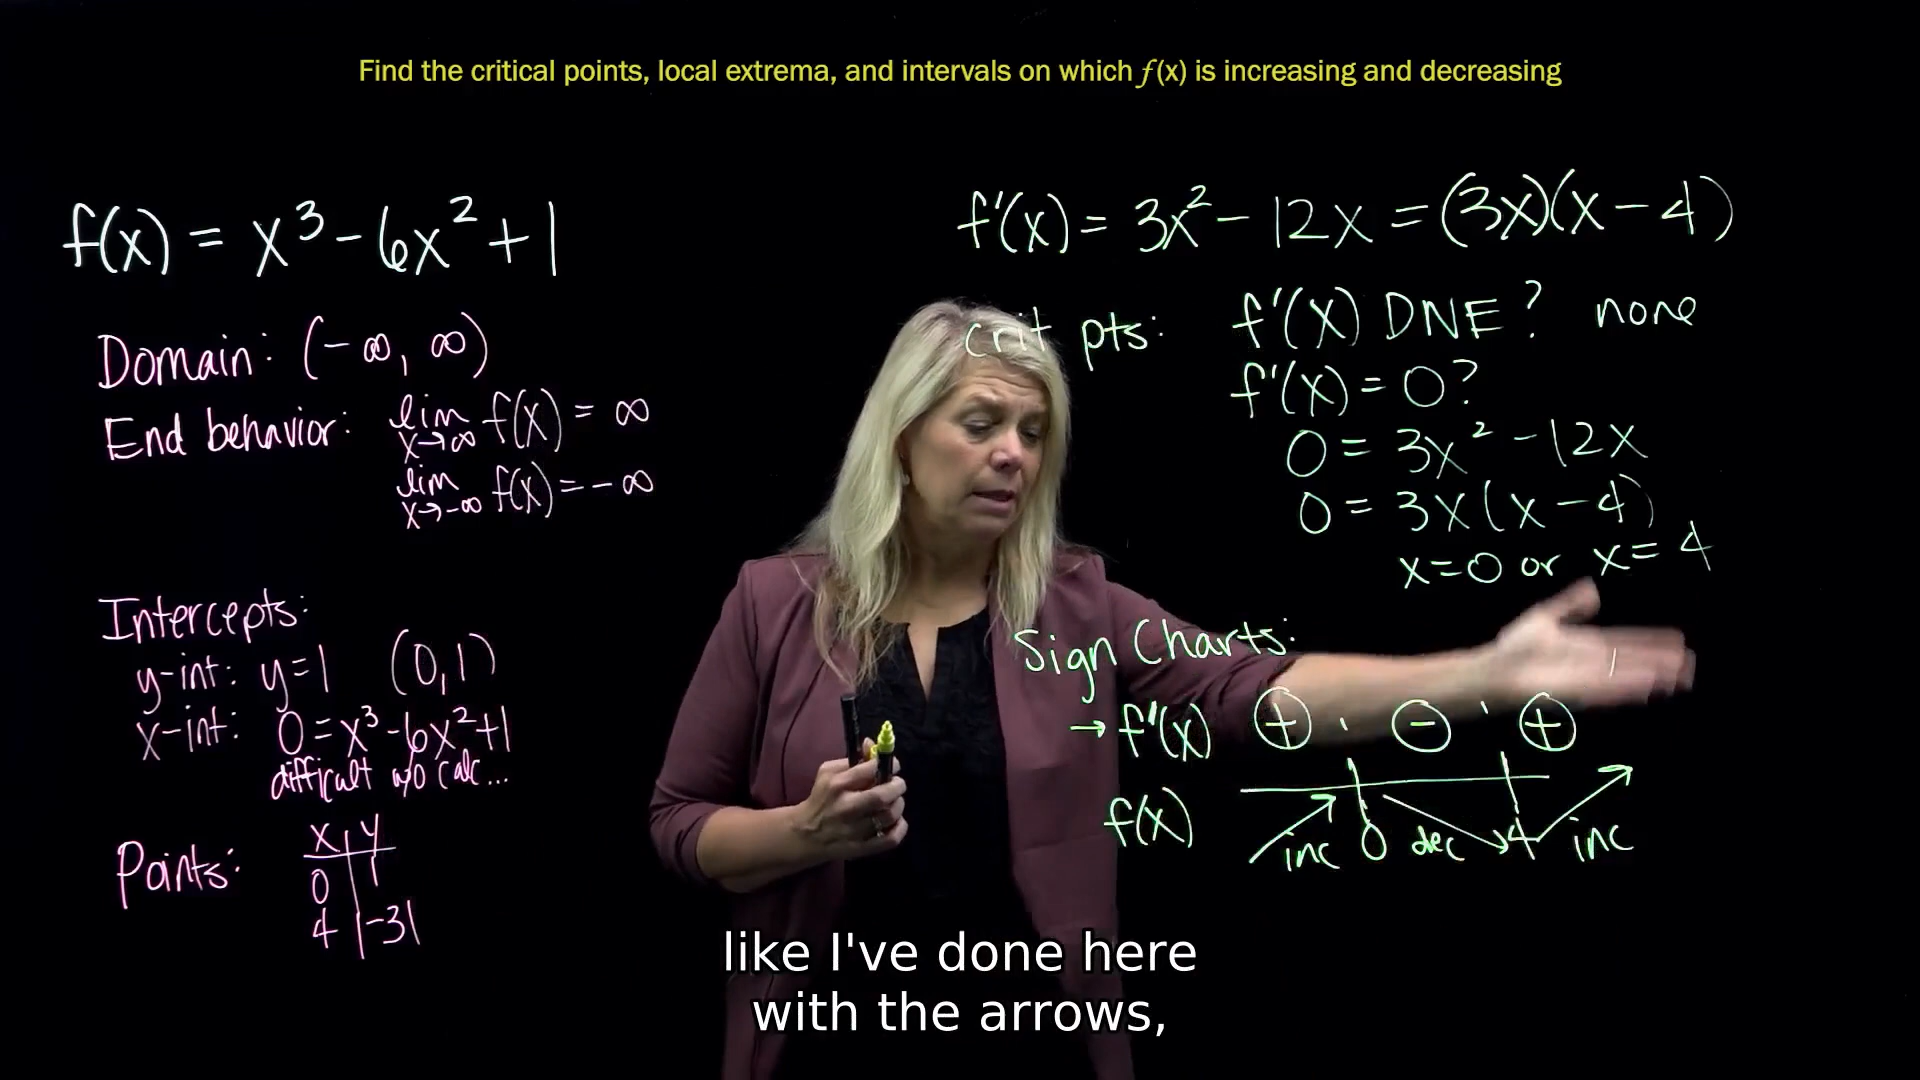 Find the critical points, local extrema, and intervals on which f(x) is increasing and decreasing
f(x) = x³ - 6x² + 1
Domain: (-∞, ∞)
End behavior: lim x→∞ f(x) = ∞
lim x→-∞ f(x) = -∞
Intercepts:
y-int: y=1 (0,1)
x-int: 0 = x³ - 6x² + 1
difficult w/o calc...
Points:
x | y
0 | 1
4 | -31
f'(x) = 3x² - 12x = (3x)(x - 4)
crit pts: f'(x) DNE? none
f'(x) = 0?
0 = 3x² - 12x
0 = 3x(x - 4)
x=0 or x=4
Sign Charts:
→ f'(x) + - +
f(x) inc 0 dec 4 inc
like I've done here
with the arrows,